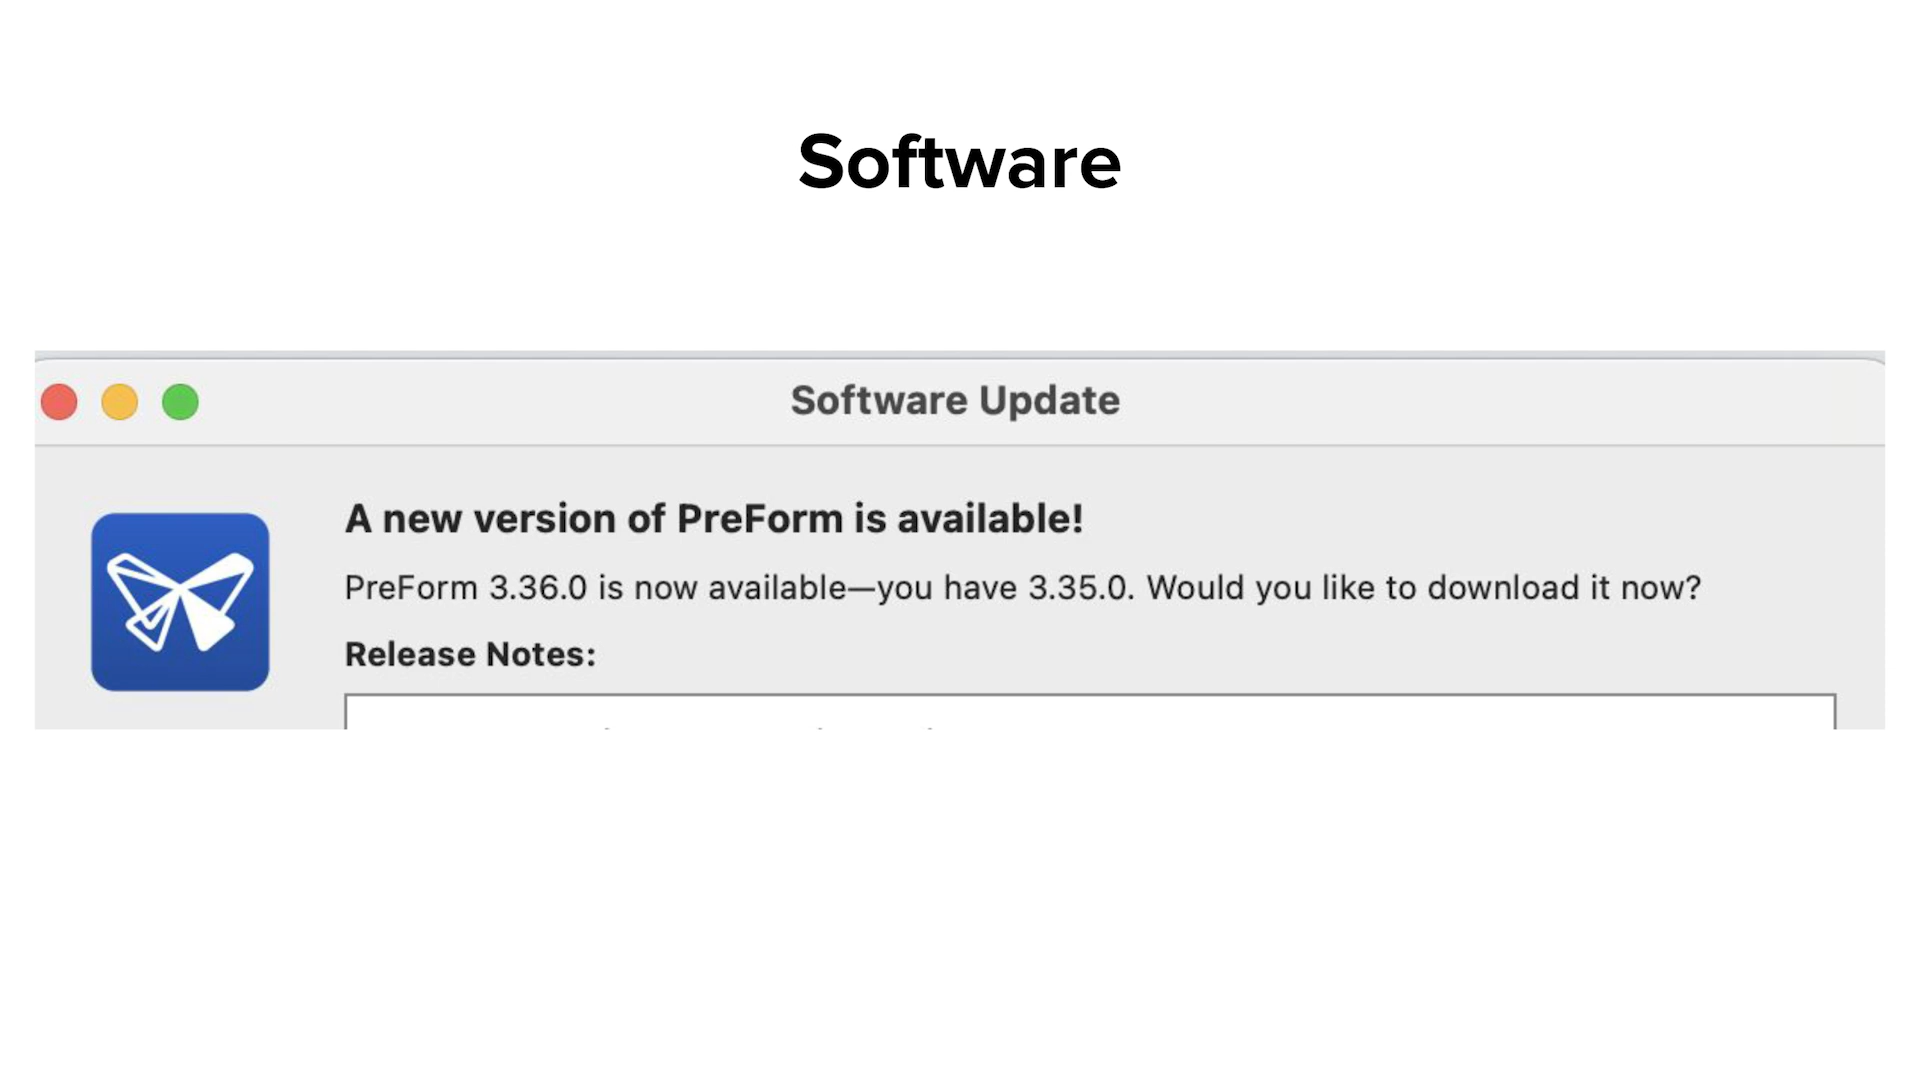 Software
Software Update
A new version of PreForm is available!
PreForm 3.36.0 is now available—you have 3.35.0. Would you like to download it now?
Release Notes: